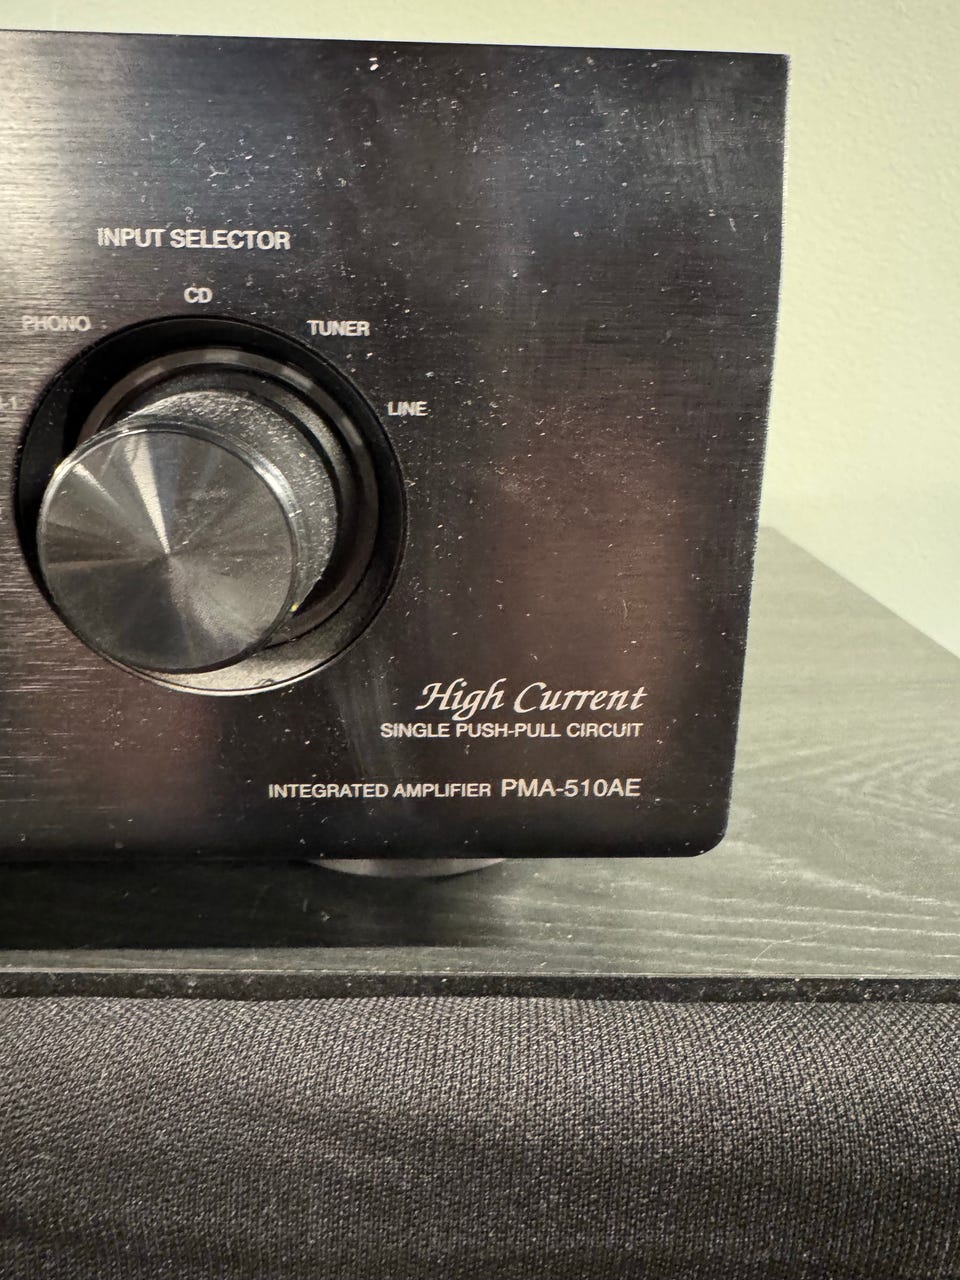 INPUT SELECTOR
CD
PHONO
TUNER
LINE
High Current
SINGLE PUSH-PULL CIRCUIT
INTEGRATED AMPLIFIER PMA-510AE